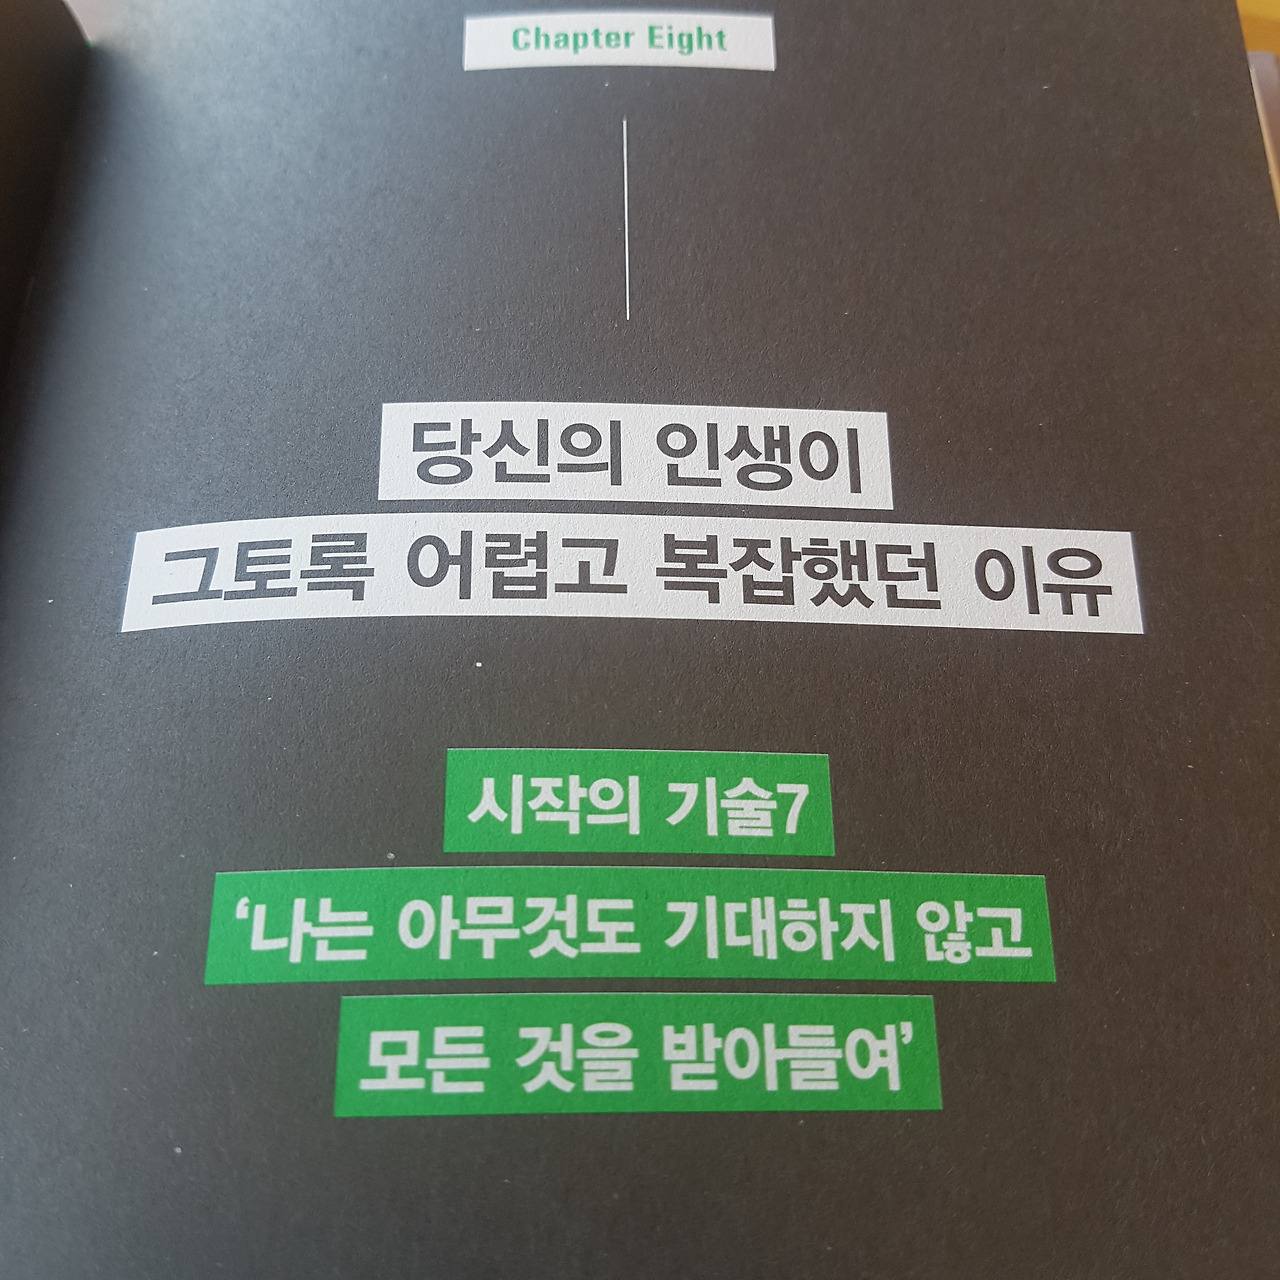 Chapter Eight
당신의 인생이
그토록 어렵고 복잡했던 이유
시작의 기술7
‘나는 아무것도 기대하지 않고
모든 것을 받아들여’